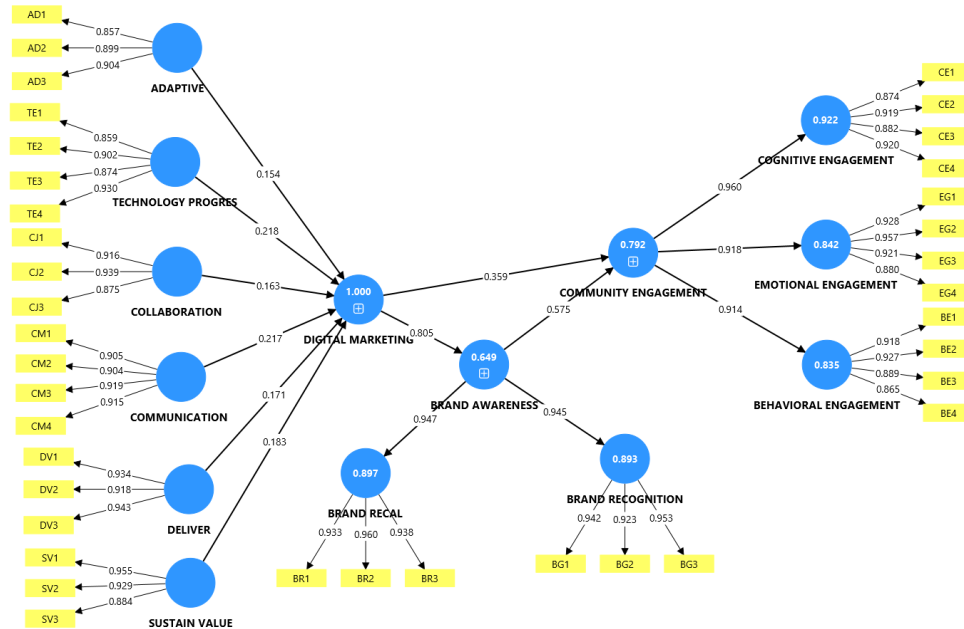 AD1
0.857
AD2
0.899
AD3
0.904
ADAPTIVE
0.154
TE1
0.859
TE2
0.902
TE3
0.874
TE4
0.930
TECHNOLOGY PROGRES
0.218
CJ1
0.916
CJ2
0.939
CJ3
0.875
COLLABORATION
0.163
CM1
0.905
CM2
0.904
CM3
0.919
CM4
0.915
COMMUNICATION
0.217
DV1
0.934
DV2
0.918
DV3
0.943
DELIVER
0.171
SV1
0.955
SV2
0.929
SV3
0.884
SUSTAIN VALUE
0.183
1.000
DIGITAL MARKETING
0.359
0.805
0.649
BRAND AWARENESS
0.575
0.947
0.945
0.897
BRAND RECAL
0.933
0.960
0.938
BR1
BR2
BR3
0.893
BRAND RECOGNITION
0.942
0.923
0.953
BG1
BG2
BG3
0.792
COMMUNITY ENGAGEMENT
0.960
0.918
0.914
0.922
COGNITIVE ENGAGEMENT
0.874
0.919
0.882
0.920
CE1
CE2
CE3
CE4
0.842
EMOTIONAL ENGAGEMENT
0.928
0.957
0.921
0.880
EG1
EG2
EG3
EG4
0.835
BEHAVIORAL ENGAGEMENT
0.918
0.927
0.889
0.865
BE1
BE2
BE3
BE4